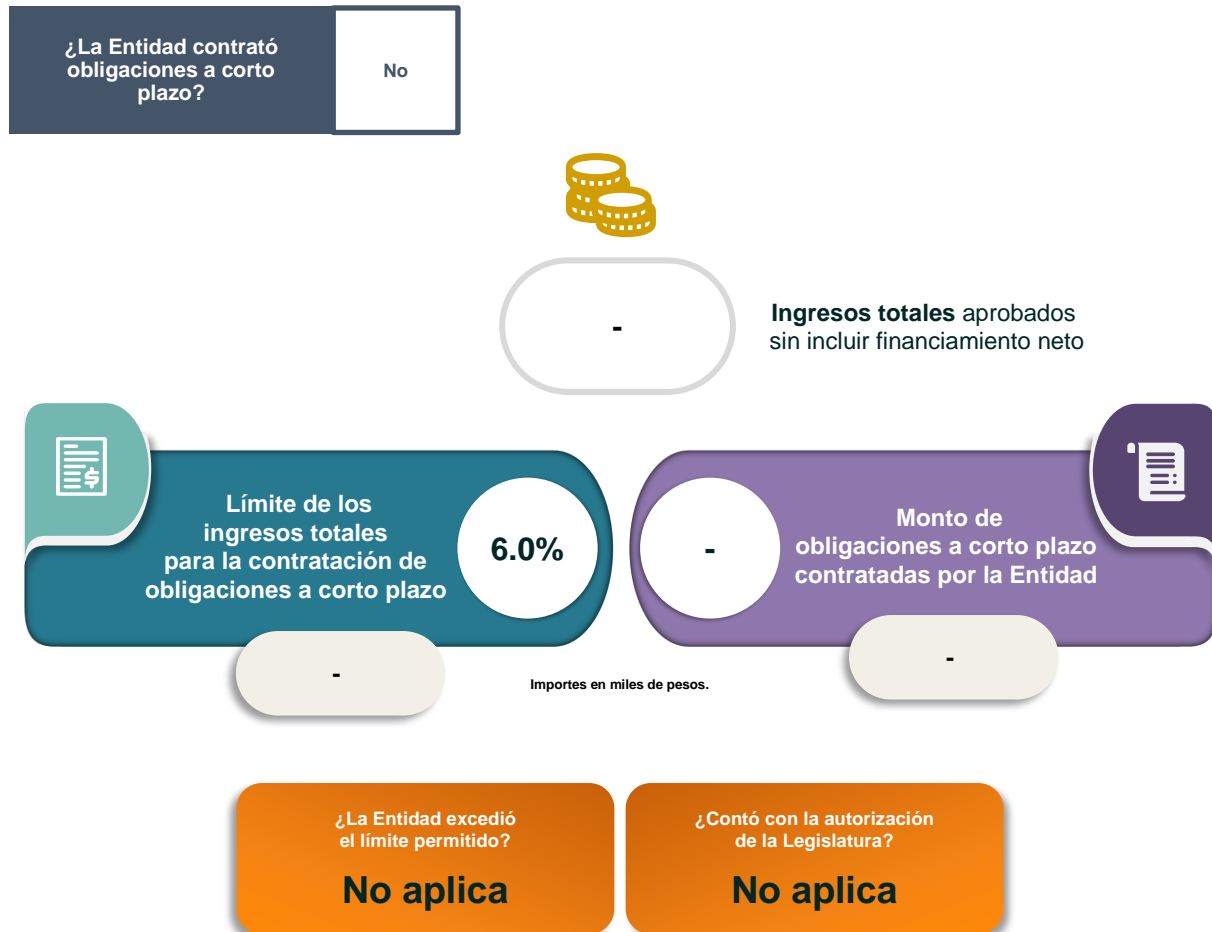 ¿La Entidad contrató
obligaciones a corto
plazo?
No
-
Ingresos totales aprobados
sin incluir financiamiento neto
Límite de los
ingresos totales
para la contratación de
obligaciones a corto plazo
6.0%
-
Monto de
obligaciones a corto plazo
contratadas por la Entidad
-
-
Importes en miles de pesos.
¿La Entidad excedió
el límite permitido?
No aplica
¿Contó con la autorización
de la Legislatura?
No aplica